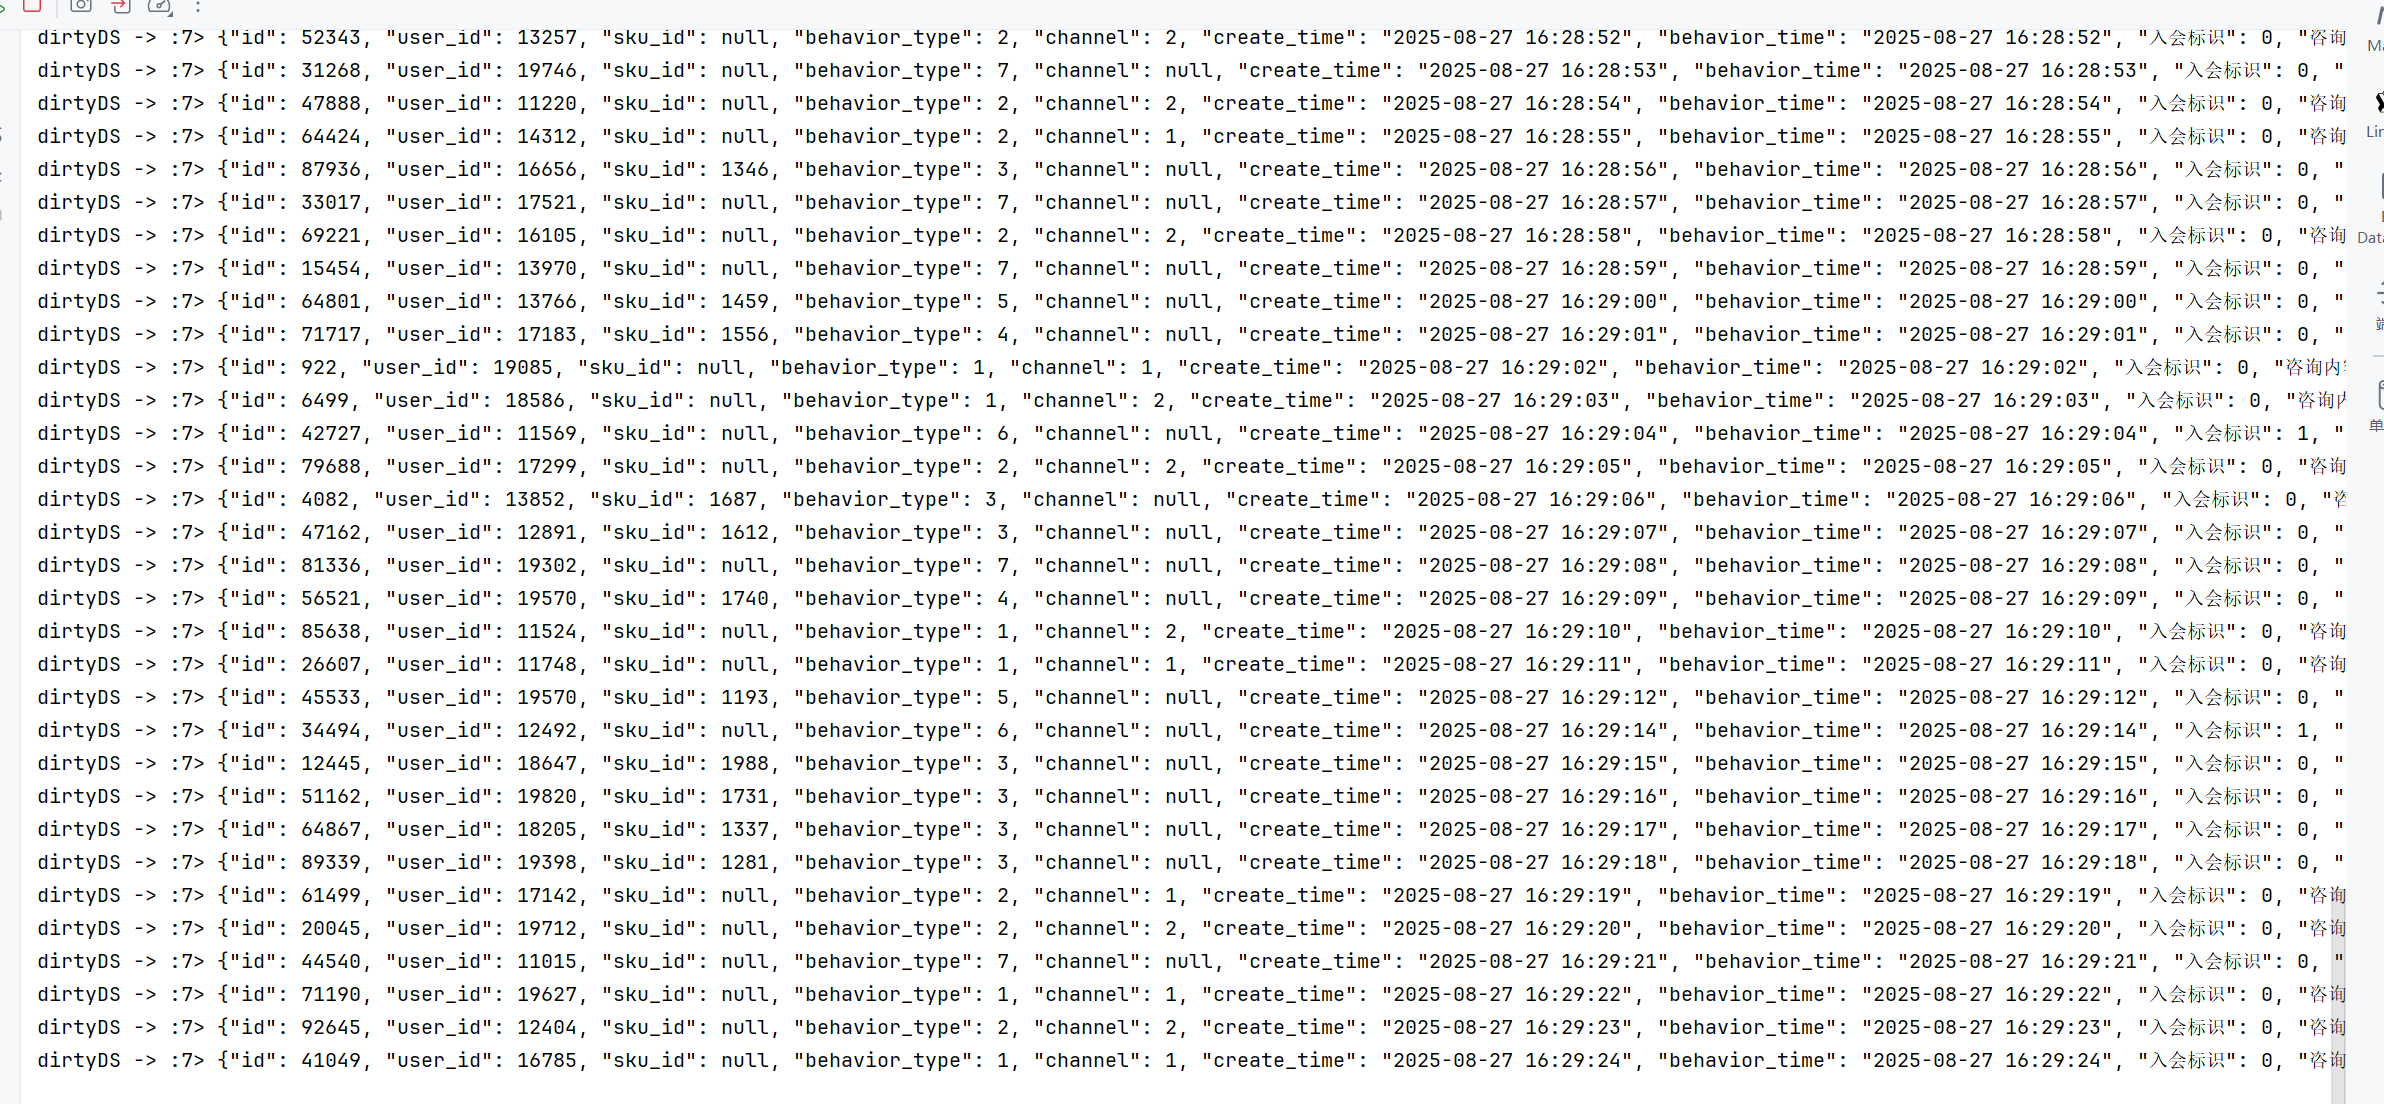 dirtyDS -> :7> {"id": 52343, "user_id": 13257, "sku_id": null, "behavior_type": 2, "channel": 2, "create_time": "2025-08-27 16:28:52", "behavior_time": "2025-08-27 16:28:52", "入会标识": 0, "咨询
dirtyDS -> :7> {"id": 31268, "user_id": 19746, "sku_id": null, "behavior_type": 7, "channel": null, "create_time": "2025-08-27 16:28:53", "behavior_time": "2025-08-27 16:28:53", "入会标识": 0, "
dirtyDS -> :7> {"id": 47888, "user_id": 11220, "sku_id": null, "behavior_type": 2, "channel": 2, "create_time": "2025-08-27 16:28:54", "behavior_time": "2025-08-27 16:28:54", "入会标识": 0, "咨询
dirtyDS -> :7> {"id": 64424, "user_id": 14312, "sku_id": null, "behavior_type": 2, "channel": 1, "create_time": "2025-08-27 16:28:55", "behavior_time": "2025-08-27 16:28:55", "入会标识": 0, "咨询
dirtyDS -> :7> {"id": 87936, "user_id": 16656, "sku_id": 1346, "behavior_type": 3, "channel": null, "create_time": "2025-08-27 16:28:56", "behavior_time": "2025-08-27 16:28:56", "入会标识": 0, "
dirtyDS -> :7> {"id": 33017, "user_id": 17521, "sku_id": null, "behavior_type": 7, "channel": null, "create_time": "2025-08-27 16:28:57", "behavior_time": "2025-08-27 16:28:57", "入会标识": 0, "
dirtyDS -> :7> {"id": 69221, "user_id": 16105, "sku_id": null, "behavior_type": 2, "channel": 2, "create_time": "2025-08-27 16:28:58", "behavior_time": "2025-08-27 16:28:58", "入会标识": 0, "咨询
dirtyDS -> :7> {"id": 15454, "user_id": 13970, "sku_id": null, "behavior_type": 7, "channel": null, "create_time": "2025-08-27 16:28:59", "behavior_time": "2025-08-27 16:28:59", "入会标识": 0, "
dirtyDS -> :7> {"id": 64801, "user_id": 13766, "sku_id": 1459, "behavior_type": 5, "channel": null, "create_time": "2025-08-27 16:29:00", "behavior_time": "2025-08-27 16:29:00", "入会标识": 0, "
dirtyDS -> :7> {"id": 71717, "user_id": 17183, "sku_id": 1556, "behavior_type": 4, "channel": null, "create_time": "2025-08-27 16:29:01", "behavior_time": "2025-08-27 16:29:01", "入会标识": 0, "
dirtyDS -> :7> {"id": 922, "user_id": 19085, "sku_id": null, "behavior_type": 1, "channel": 1, "create_time": "2025-08-27 16:29:02", "behavior_time": "2025-08-27 16:29:02", "入会标识": 0, "咨询内
dirtyDS -> :7> {"id": 6499, "user_id": 18586, "sku_id": null, "behavior_type": 1, "channel": 2, "create_time": "2025-08-27 16:29:03", "behavior_time": "2025-08-27 16:29:03", "入会标识": 0, "咨询内
dirtyDS -> :7> {"id": 42727, "user_id": 11569, "sku_id": null, "behavior_type": 6, "channel": null, "create_time": "2025-08-27 16:29:04", "behavior_time": "2025-08-27 16:29:04", "入会标识": 1, "
dirtyDS -> :7> {"id": 79688, "user_id": 17299, "sku_id": null, "behavior_type": 2, "channel": 2, "create_time": "2025-08-27 16:29:05", "behavior_time": "2025-08-27 16:29:05", "入会标识": 0, "咨询
dirtyDS -> :7> {"id": 4082, "user_id": 13852, "sku_id": 1687, "behavior_type": 3, "channel": null, "create_time": "2025-08-27 16:29:06", "behavior_time": "2025-08-27 16:29:06", "入会标识": 0, "咨
dirtyDS -> :7> {"id": 47162, "user_id": 12891, "sku_id": 1612, "behavior_type": 3, "channel": null, "create_time": "2025-08-27 16:29:07", "behavior_time": "2025-08-27 16:29:07", "入会标识": 0, "
dirtyDS -> :7> {"id": 81336, "user_id": 19302, "sku_id": null, "behavior_type": 7, "channel": null, "create_time": "2025-08-27 16:29:08", "behavior_time": "2025-08-27 16:29:08", "入会标识": 0, "
dirtyDS -> :7> {"id": 56521, "user_id": 19570, "sku_id": 1740, "behavior_type": 4, "channel": null, "create_time": "2025-08-27 16:29:09", "behavior_time": "2025-08-27 16:29:09", "入会标识": 0, "
dirtyDS -> :7> {"id": 85638, "user_id": 11524, "sku_id": null, "behavior_type": 1, "channel": 2, "create_time": "2025-08-27 16:29:10", "behavior_time": "2025-08-27 16:29:10", "入会标识": 0, "咨询
dirtyDS -> :7> {"id": 26607, "user_id": 11748, "sku_id": null, "behavior_type": 1, "channel": 1, "create_time": "2025-08-27 16:29:11", "behavior_time": "2025-08-27 16:29:11", "入会标识": 0, "咨询
dirtyDS -> :7> {"id": 45533, "user_id": 19570, "sku_id": 1193, "behavior_type": 5, "channel": null, "create_time": "2025-08-27 16:29:12", "behavior_time": "2025-08-27 16:29:12", "入会标识": 0, "
dirtyDS -> :7> {"id": 34494, "user_id": 12492, "sku_id": null, "behavior_type": 6, "channel": null, "create_time": "2025-08-27 16:29:14", "behavior_time": "2025-08-27 16:29:14", "入会标识": 1, "
dirtyDS -> :7> {"id": 12445, "user_id": 18647, "sku_id": 1988, "behavior_type": 3, "channel": null, "create_time": "2025-08-27 16:29:15", "behavior_time": "2025-08-27 16:29:15", "入会标识": 0, "
dirtyDS -> :7> {"id": 51162, "user_id": 19820, "sku_id": 1731, "behavior_type": 3, "channel": null, "create_time": "2025-08-27 16:29:16", "behavior_time": "2025-08-27 16:29:16", "入会标识": 0, "
dirtyDS -> :7> {"id": 64867, "user_id": 18205, "sku_id": 1337, "behavior_type": 3, "channel": null, "create_time": "2025-08-27 16:29:17", "behavior_time": "2025-08-27 16:29:17", "入会标识": 0, "
dirtyDS -> :7> {"id": 89339, "user_id": 19398, "sku_id": 1281, "behavior_type": 3, "channel": null, "create_time": "2025-08-27 16:29:18", "behavior_time": "2025-08-27 16:29:18", "入会标识": 0, "
dirtyDS -> :7> {"id": 61499, "user_id": 17142, "sku_id": null, "behavior_type": 2, "channel": 1, "create_time": "2025-08-27 16:29:19", "behavior_time": "2025-08-27 16:29:19", "入会标识": 0, "咨询
dirtyDS -> :7> {"id": 20045, "user_id": 19712, "sku_id": null, "behavior_type": 2, "channel": 2, "create_time": "2025-08-27 16:29:20", "behavior_time": "2025-08-27 16:29:20", "入会标识": 0, "咨询
dirtyDS -> :7> {"id": 44540, "user_id": 11015, "sku_id": null, "behavior_type": 7, "channel": null, "create_time": "2025-08-27 16:29:21", "behavior_time": "2025-08-27 16:29:21", "入会标识": 0, "
dirtyDS -> :7> {"id": 71190, "user_id": 19627, "sku_id": null, "behavior_type": 1, "channel": 1, "create_time": "2025-08-27 16:29:22", "behavior_time": "2025-08-27 16:29:22", "入会标识": 0, "咨询
dirtyDS -> :7> {"id": 92645, "user_id": 12404, "sku_id": null, "behavior_type": 2, "channel": 2, "create_time": "2025-08-27 16:29:23", "behavior_time": "2025-08-27 16:29:23", "入会标识": 0, "咨询
dirtyDS -> :7> {"id": 41049, "user_id": 16785, "sku_id": null, "behavior_type": 1, "channel": 1, "create_time": "2025-08-27 16:29:24", "behavior_time": "2025-08-27 16:29:24", "入会标识": 0, "咨询